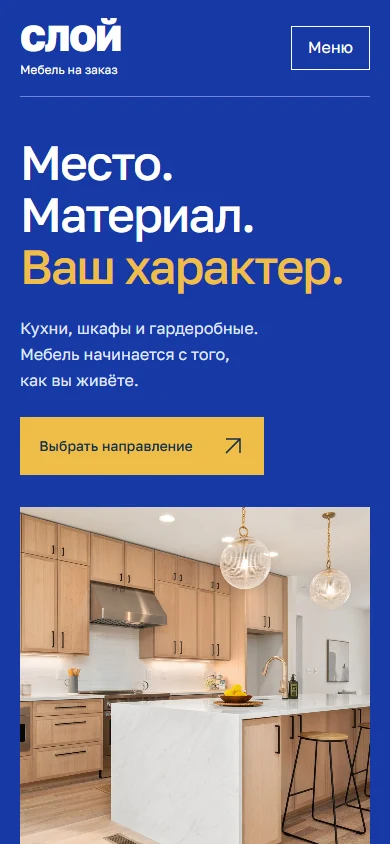 слой
Мебель на заказ
Меню
Место.
Материал.
Ваш характер.
Кухни, шкафы и гардеробные.
Мебель начинается с того,
как вы живёте.
Выбрать направление